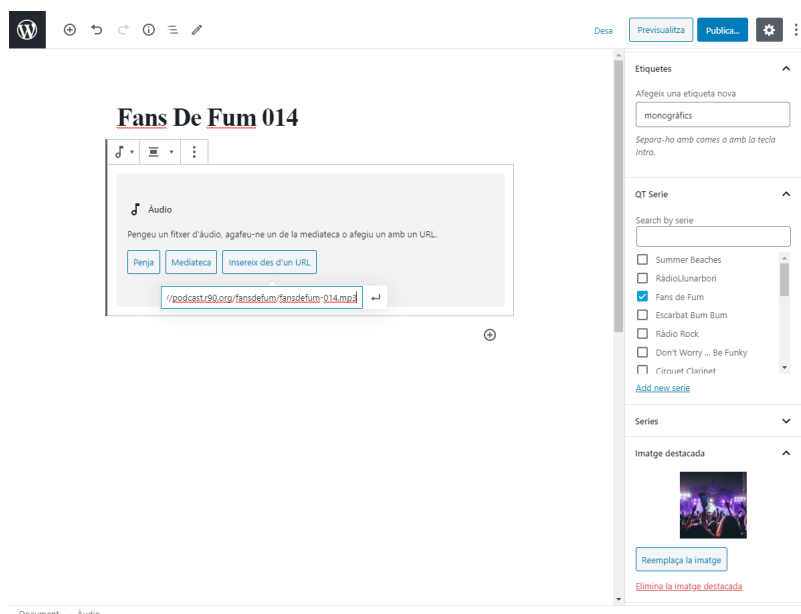 Desa
Previsualitza
Publica...
Fans De Fum 014
Àudio
Pengeu un fitxer d'àudio, agafeu-ne un de la mediateca o afegiu un amb un URL.
Penja
Mediateca
Insereix des d'un URL
//podcast.r90.org/fansdefum/fansdefum-014.mp3
Etiquetes
Afegeix una etiqueta nova
monogràfics
Separa-ho amb comes o amb la tecla
Intro.
QT Serie
Search by serie
Summer Beaches
RàdioLlunarbori
Fans de Fum
Escarbat Bum Bum
Ràdio Rock
Don't Worry ... Be Funky
Cirquet Clarinet
Add new serie
Series
Imatge destacada
Reemplaça la imatge
Elimina la imatge destacada
Document
Àudio